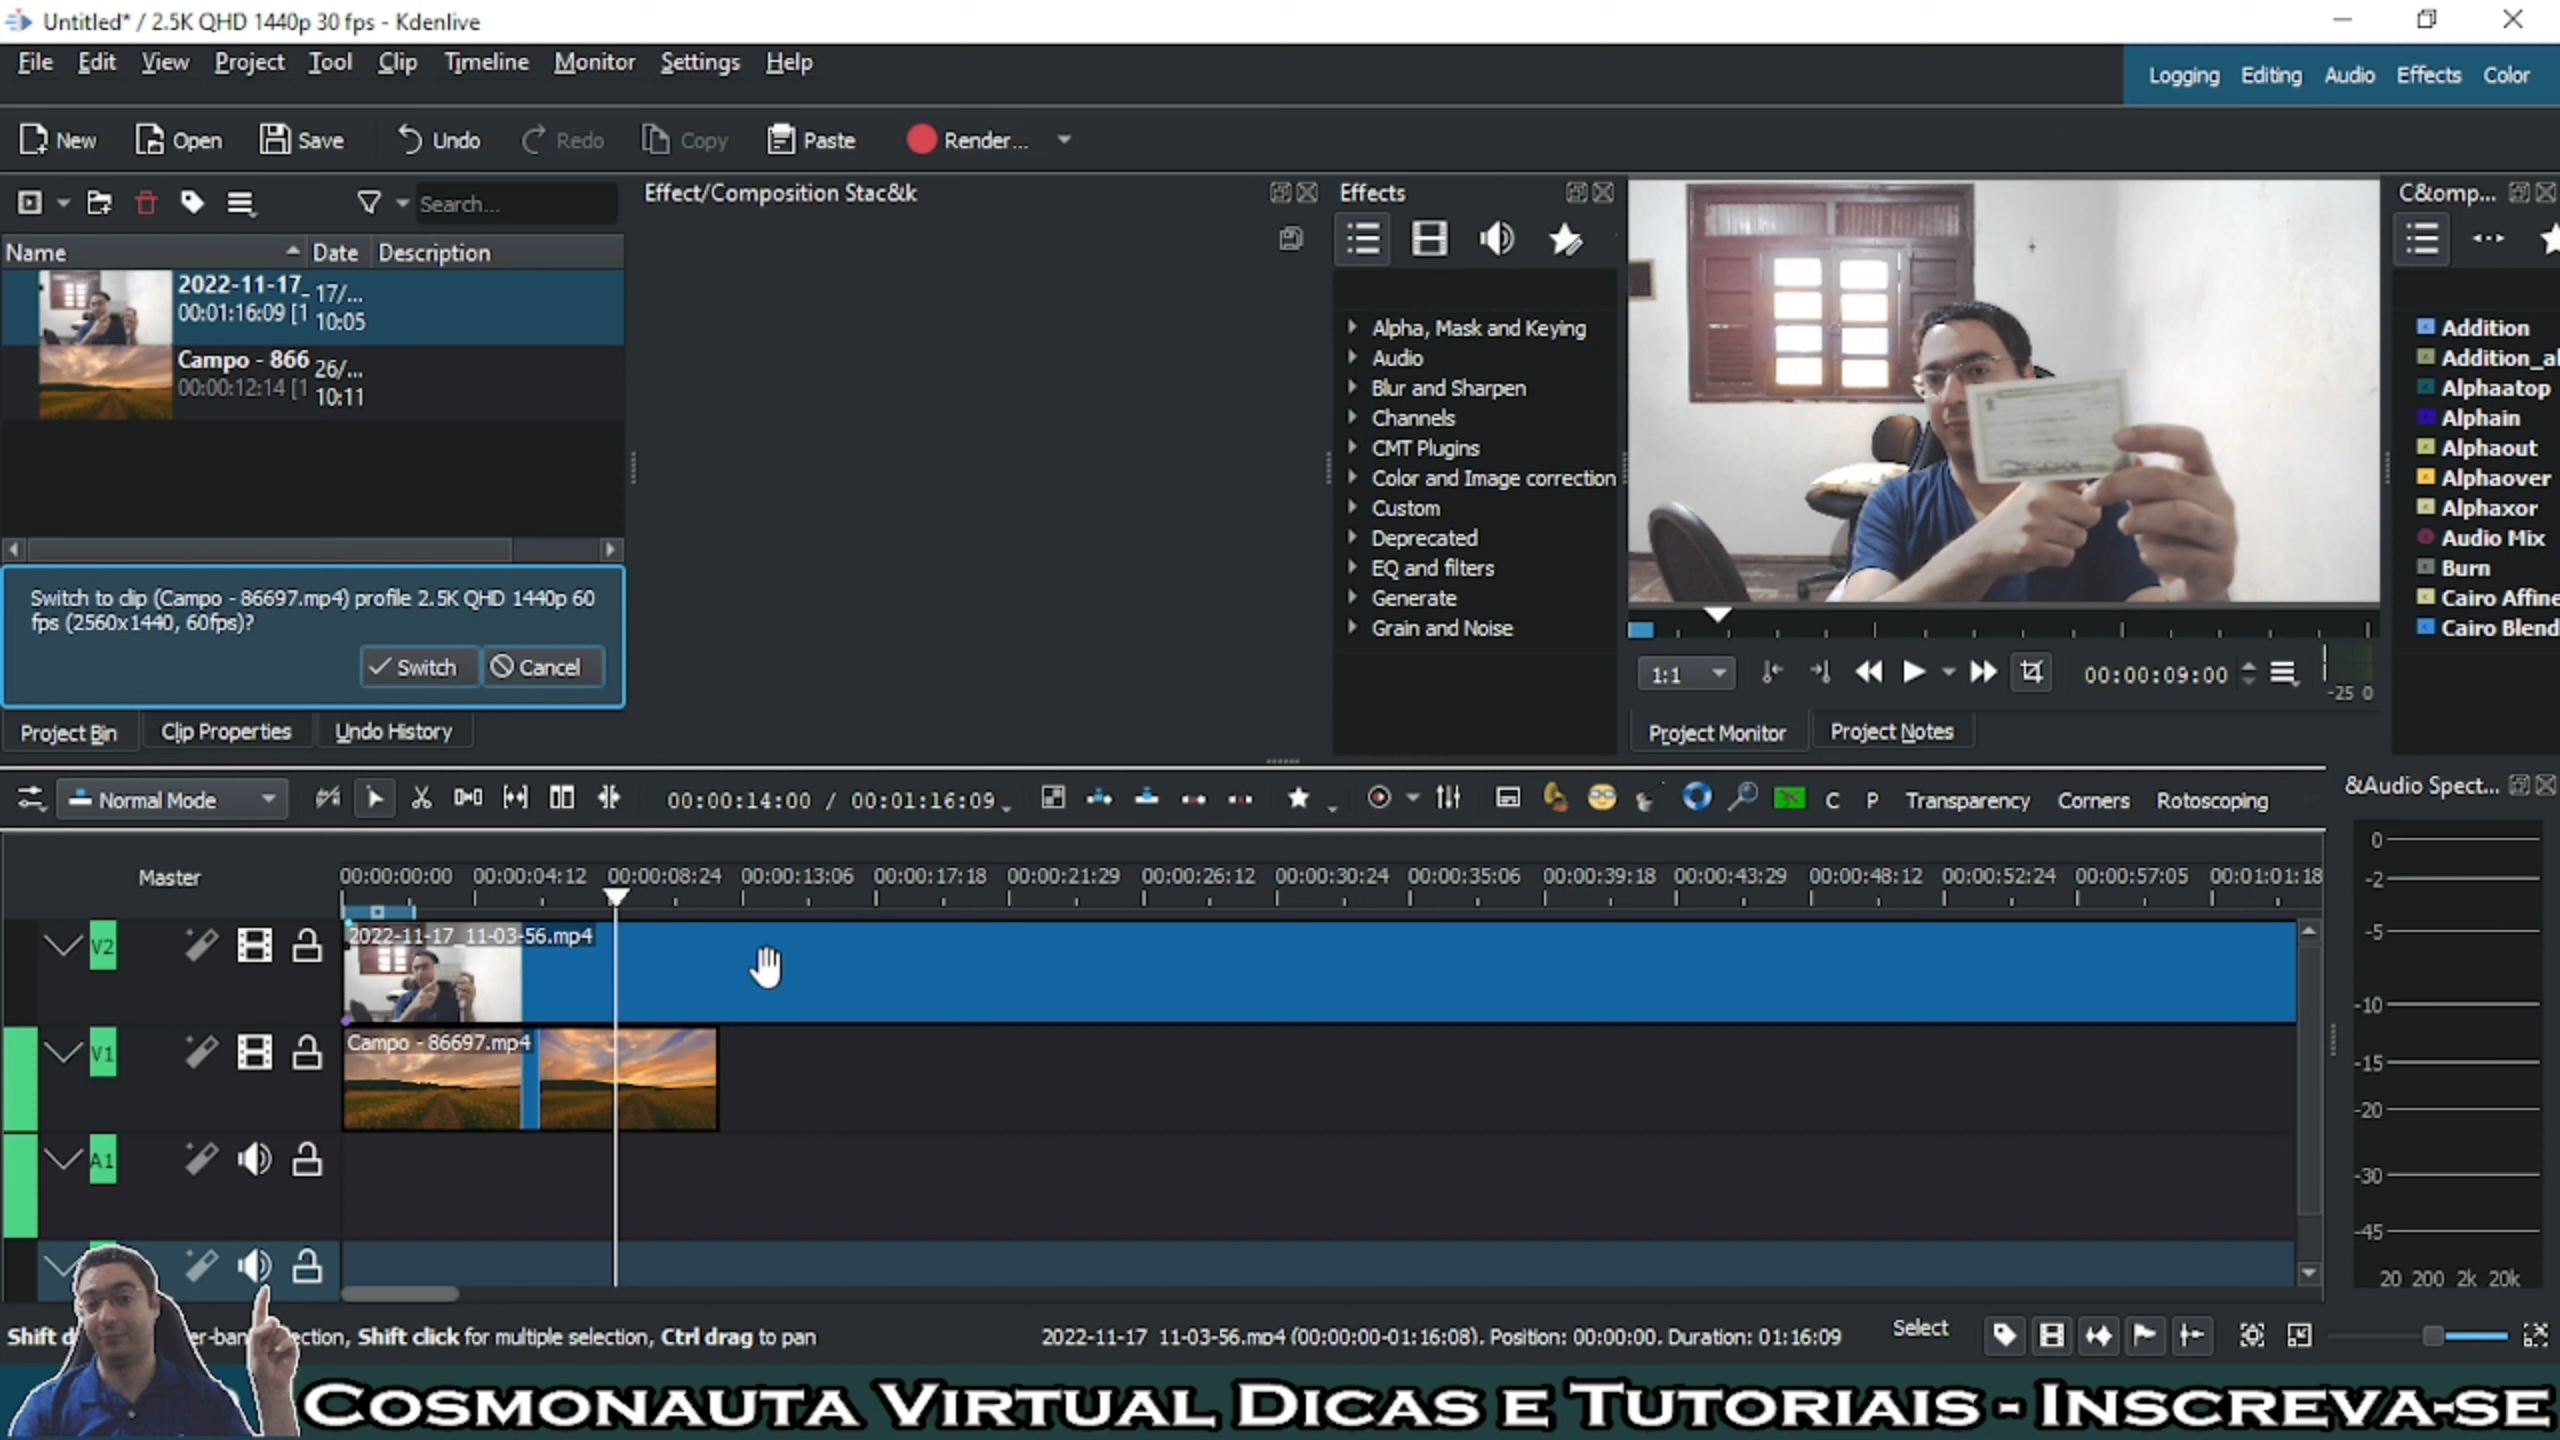 Untitled* / 2.5K QHD 1440p 30 fps - Kdenlive
File Edit View Project Tool Clip Timeline Monitor Settings Help
Logging Editing Audio Effects Color
New Open Save Undo Redo Copy Paste Render...
Search...
Effect/Composition Stac&k
Effects
C&omp...
Name Date Description
2022-11-17_ 17/...
00:01:16:09 [1 10:05
Campo - 866 26/...
00:00:12:14 [1 10:11
Alpha, Mask and Keying
Audio
Blur and Sharpen
Channels
CMT Plugins
Color and Image correction
Custom
Deprecated
EQ and filters
Generate
Grain and Noise
Addition
Addition_al
Alphaatop
Alphain
Alphaout
Alphaover
Alphaxor
Audio Mix
Burn
Cairo Affine
Cairo Blend
Switch to clip (Campo - 86697.mp4) profile 2.5K QHD 1440p 60
fps (2560x1440, 60fps)?
Switch Cancel
1:1 00:00:09:00
-25 0
Project Bin Clip Properties Undo History
Project Monitor Project Notes
Normal Mode 00:00:14:00 / 00:01:16:09 C P Transparency Corners Rotoscoping
&Audio Spect...
Master
00:00:00:00 00:00:04:12 00:00:08:24 00:00:13:06 00:00:17:18 00:00:21:29 00:00:26:12 00:00:30:24 00:00:35:06 00:00:39:18 00:00:43:29 00:00:48:12 00:00:52:24 00:00:57:05 00:01:01:18
V2
2022-11-17_11-03-56.mp4
V1
Campo - 86697.mp4
A1
0
-2
-5
-10
-15
-20
-30
-45
20 200 2k 20k
Shift d er-ban ection, Shift click for multiple selection, Ctrl drag to pan
2022-11-17 11-03-56.mp4 (00:00:00-01:16:08). Position: 00:00:00. Duration: 01:16:09
Select
Cosmonauta Virtual Dicas e Tutoriais - Inscreva-se